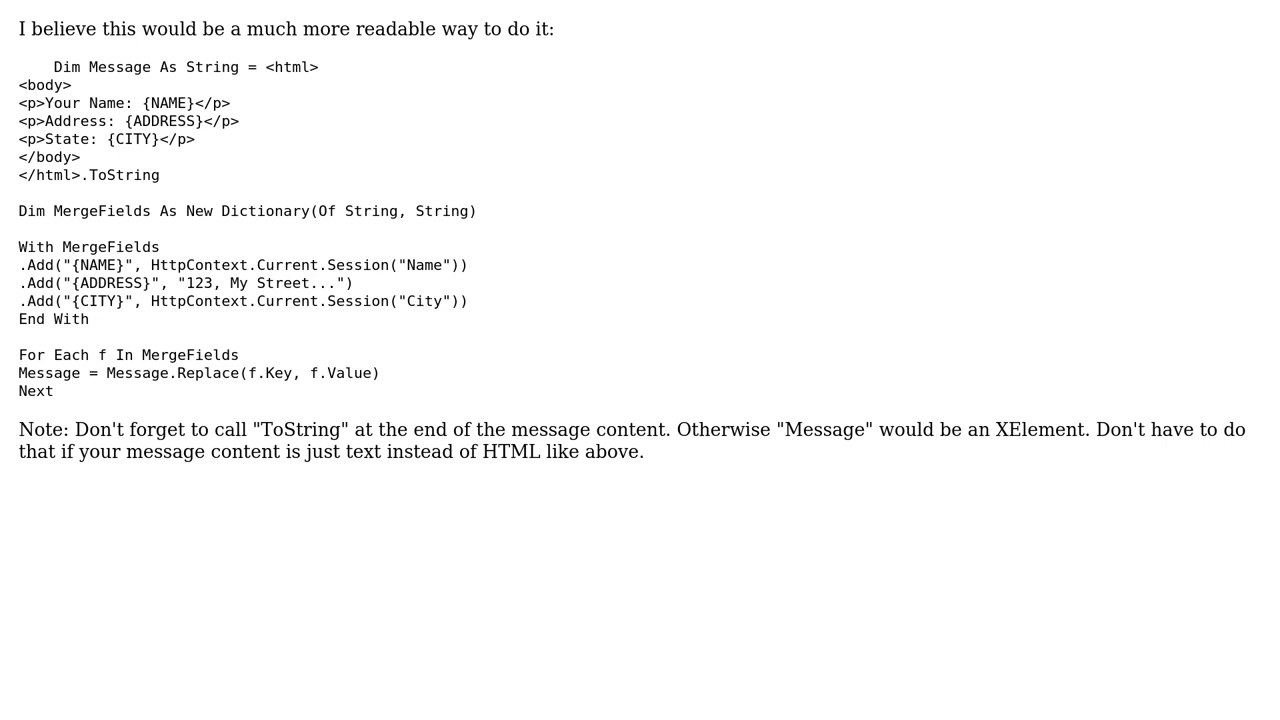 I believe this would be a much more readable way to do it:
    Dim Message As String = <html>
<body>
<p>Your Name: {NAME}</p>
<p>Address: {ADDRESS}</p>
<p>State: {CITY}</p>
</body>
</html>.ToString

Dim MergeFields As New Dictionary(Of String, String)

With MergeFields
.Add("{NAME}", HttpContext.Current.Session("Name"))
.Add("{ADDRESS}", "123, My Street...")
.Add("{CITY}", HttpContext.Current.Session("City"))
End With

For Each f In MergeFields
Message = Message.Replace(f.Key, f.Value)
Next
Note: Don't forget to call "ToString" at the end of the message content. Otherwise "Message" would be an XElement. Don't have to do
that if your message content is just text instead of HTML like above.